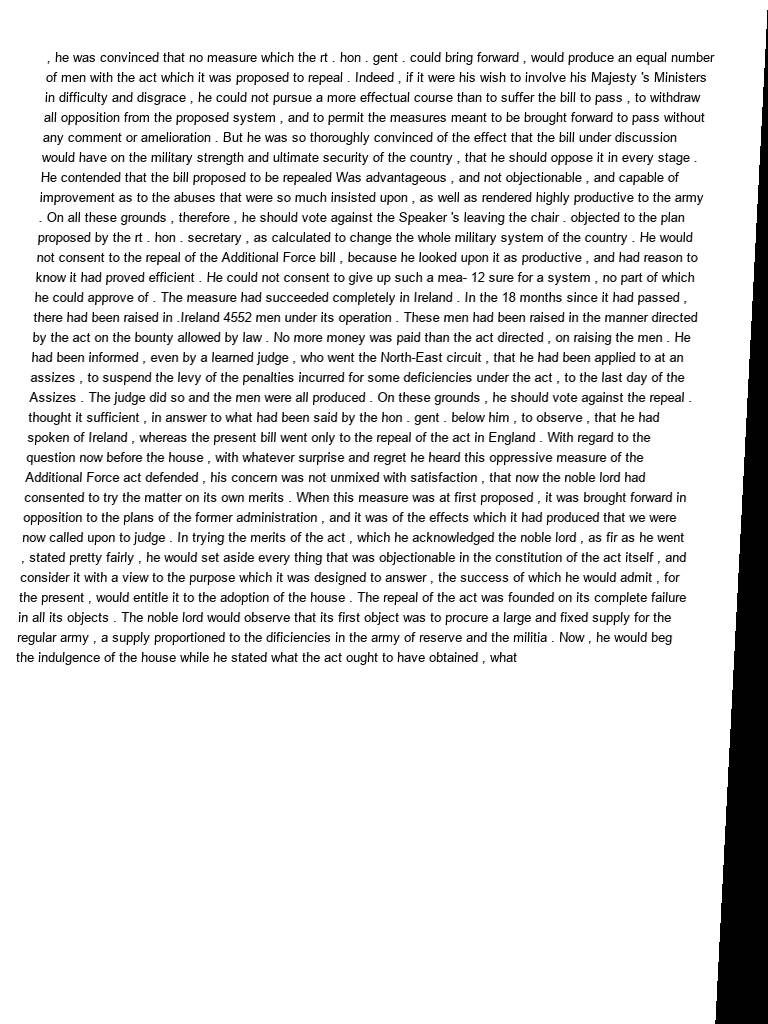 , he was convinced that no measure which the rt . hon . gent . could bring forward , would produce an equal number
of men with the act which it was proposed to repeal . Indeed , if it were his wish to involve his Majesty 's Ministers
in difficulty and disgrace , he could not pursue a more effectual course than to suffer the bill to pass , to withdraw
all opposition from the proposed system , and to permit the measures meant to be brought forward to pass without
any comment or amelioration . But he was so thoroughly convinced of the effect that the bill under discussion
would have on the military strength and ultimate security of the country , that he should oppose it in every stage .
He contended that the bill proposed to be repealed Was advantageous , and not objectionable , and capable of
improvement as to the abuses that were so much insisted upon , as well as rendered highly productive to the army
. On all these grounds , therefore , he should vote against the Speaker 's leaving the chair . objected to the plan
proposed by the rt . hon . secretary , as calculated to change the whole military system of the country . He would
not consent to the repeal of the Additional Force bill , because he looked upon it as productive , and had reason to
know it had proved efficient . He could not consent to give up such a mea- 12 sure for a system , no part of which
he could approve of . The measure had succeeded completely in Ireland . In the 18 months since it had passed ,
there had been raised in .Ireland 4552 men under its operation . These men had been raised in the manner directed
by the act on the bounty allowed by law . No more money was paid than the act directed , on raising the men . He
had been informed , even by a learned judge , who went the North-East circuit , that he had been applied to at an
assizes , to suspend the levy of the penalties incurred for some deficiencies under the act , to the last day of the
Assizes . The judge did so and the men were all produced . On these grounds , he should vote against the repeal .
thought it sufficient , in answer to what had been said by the hon . gent . below him , to observe , that he had
spoken of Ireland , whereas the present bill went only to the repeal of the act in England . With regard to the
question now before the house , with whatever surprise and regret he heard this oppressive measure of the
Additional Force act defended , his concern was not unmixed with satisfaction , that now the noble lord had
consented to try the matter on its own merits . When this measure was at first proposed , it was brought forward in
opposition to the plans of the former administration , and it was of the effects which it had produced that we were
now called upon to judge . In trying the merits of the act , which he acknowledged the noble lord , as fir as he went
, stated pretty fairly , he would set aside every thing that was objectionable in the constitution of the act itself , and
consider it with a view to the purpose which it was designed to answer , the success of which he would admit , for
the present , would entitle it to the adoption of the house . The repeal of the act was founded on its complete failure
in all its objects . The noble lord would observe that its first object was to procure a large and fixed supply for the
regular army , a supply proportioned to the dificiencies in the army of reserve and the militia . Now , he would beg
the indulgence of the house while he stated what the act ought to have obtained , what